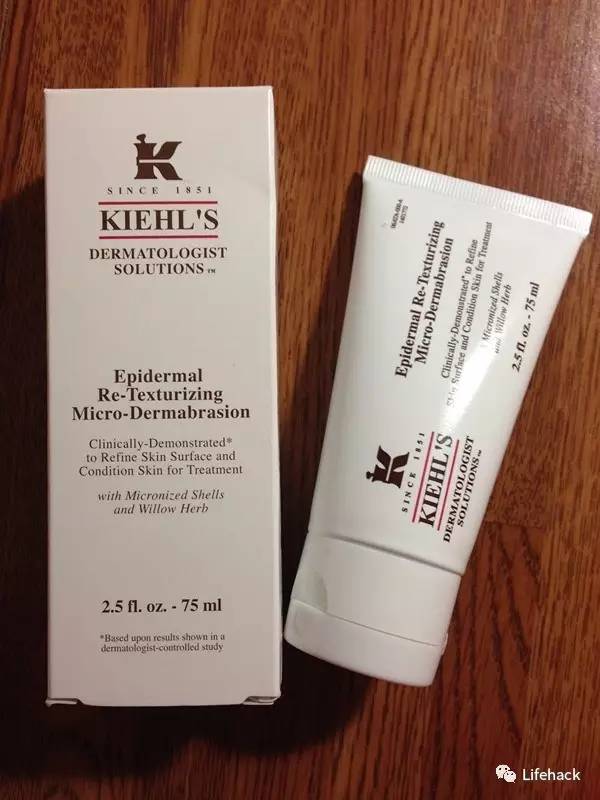 K
SINCE 1851
KIEHL'S
DERMATOLOGIST
SOLUTIONS™
Epidermal
Re-Texturizing
Micro-Dermabrasion
Clinically-Demonstrated*
to Refine Skin Surface and
Condition Skin for Treatment
with Micronized Shells
and Willow Herb
2.5 fl. oz. - 75 ml
*Based upon results shown in a
dermatologist-controlled study
K
SINCE 1851
KIEHL'S
DERMATOLOGIST
SOLUTIONS™
Epidermal Re-Texturizing
Micro-Dermabrasion
Clinically-Demonstrated* to Refine
Skin Surface and Condition Skin for Treatment
Micronized Shells
and Willow Herb
2.5 fl. oz. - 75 ml
Lifehack